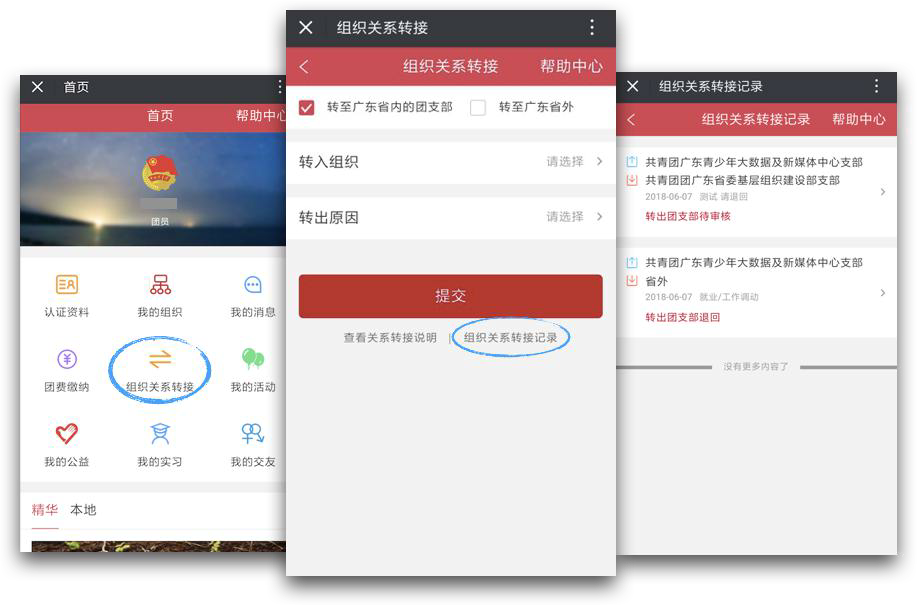 首页
首页
帮助中心
团员
认证资料
我的组织
我的消息
团费缴纳
组织关系转接
我的活动
我的公益
我的实习
我的交友
精华 本地
组织关系转接
组织关系转接 帮助中心
转至广东省内的团支部 转至广东省外
转入组织 请选择
转出原因 请选择
提交
查看关系转接说明 | 组织关系转接记录
组织关系转接记录
组织关系转接记录 帮助中心
共青团广东青少年大数据及新媒体中心支部
共青团团广东省委基层组织建设部支部
2018-06-07 测试 请退回
转出团支部待审核
共青团广东青少年大数据及新媒体中心支部
省外
2018-06-07 就业/工作调动
转出团支部退回
没有更多内容了